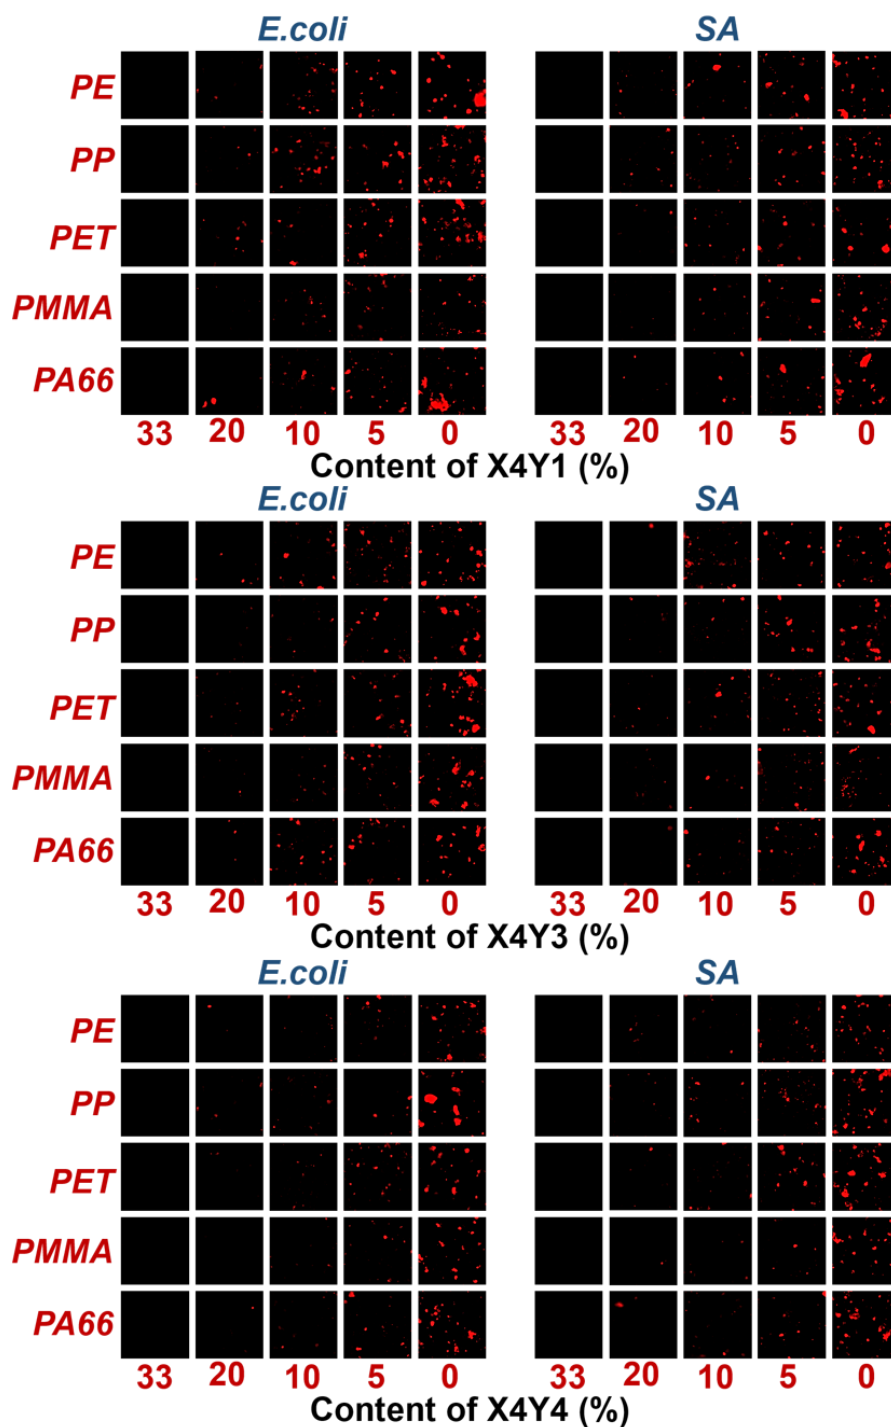 E.coli SA
PE
PP
PET
PMMA
PA66
33 20 10 5 0 33 20 10 5 0
Content of X4Y1 (%)
E.coli SA
PE
PP
PET
PMMA
PA66
33 20 10 5 0 33 20 10 5 0
Content of X4Y3 (%)
E.coli SA
PE
PP
PET
PMMA
PA66
33 20 10 5 0 33 20 10 5 0
Content of X4Y4 (%)